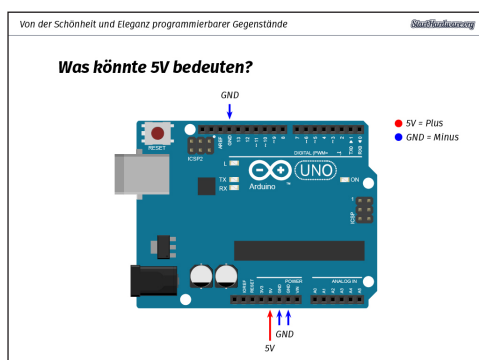 Von der Schönheit und Eleganz programmierbarer Gegenstände
StartHardware.org
Was könnte 5V bedeuten?
GND
5V = Plus
GND = Minus
RESET
ICSP2
AREF
GND
13
12
11
10
9
8
7
6
5
4
3
2
TX 1
RX 0
DIGITAL (PWM~)
L
TX
RX
Arduino
™
UNO
ON
ICSP
1
POWER
ANALOG IN
IOREF
RESET
3V3
5V
GND
GND
VIN
A0
A1
A2
A3
A4
A5
GND
5V